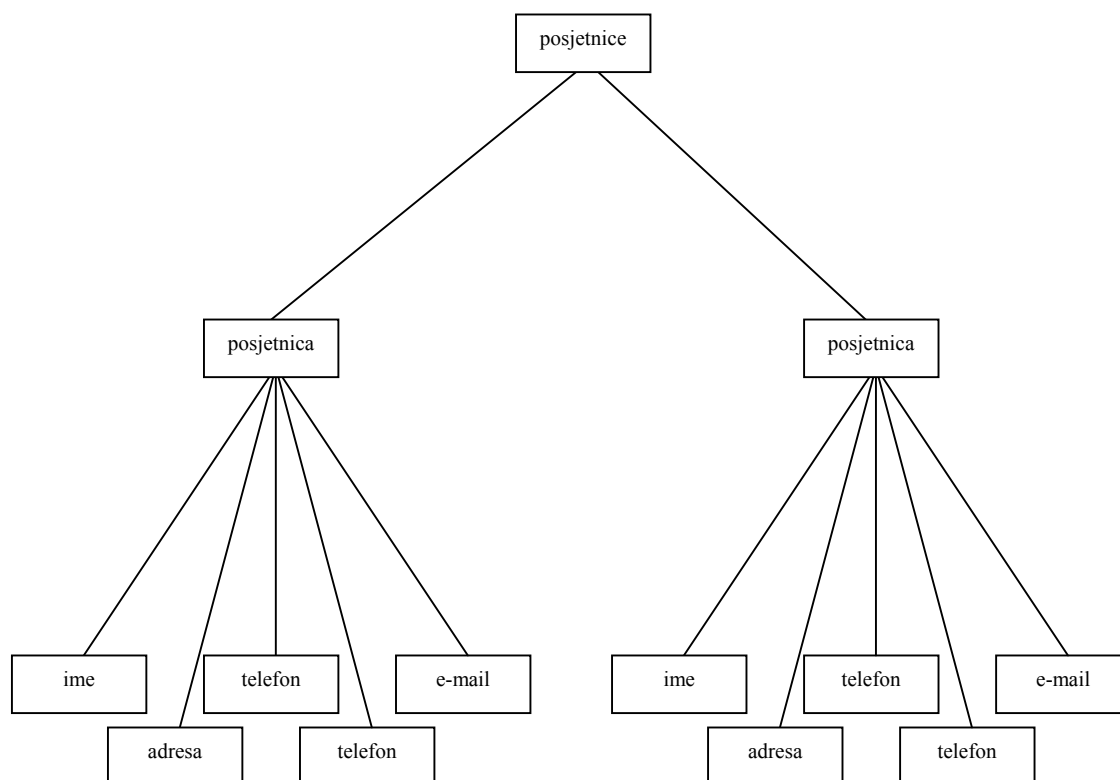 posjetnice
posjetnica
posjetnica
ime
telefon
e-mail
ime
telefon
e-mail
adresa
telefon
adresa
telefon